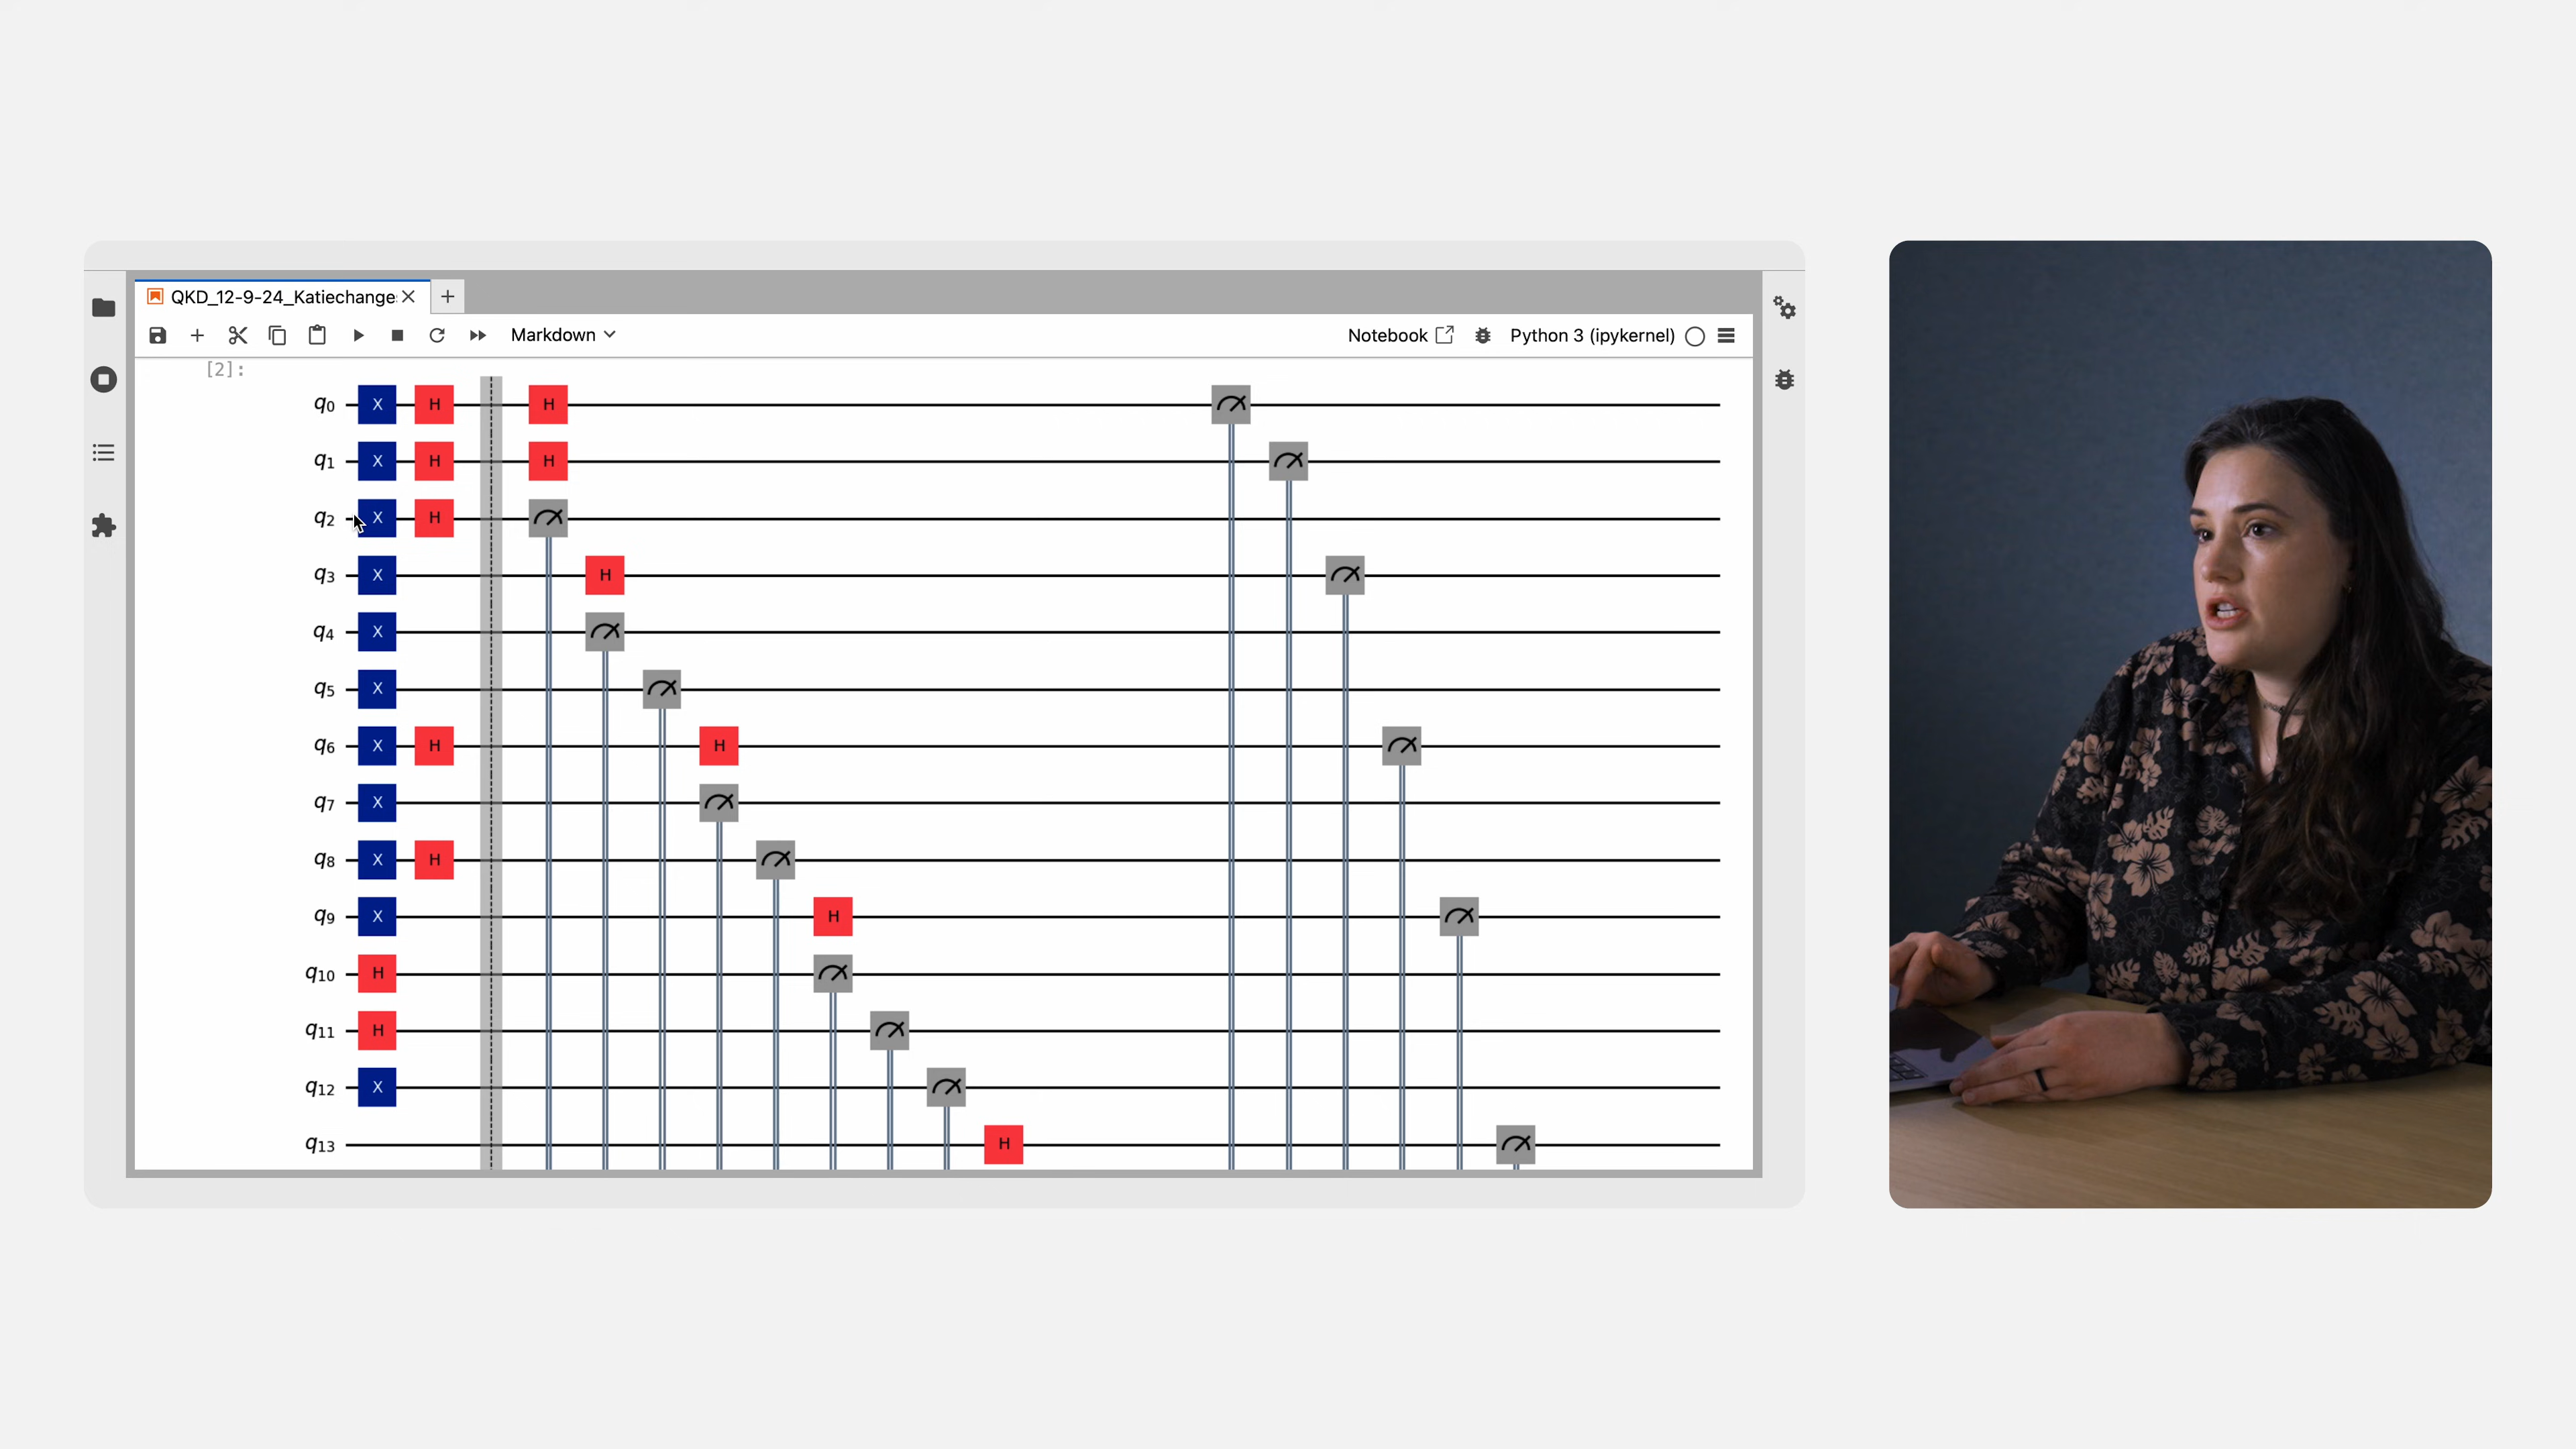 QKD_12-9-24_Katiechange
Markdown
Notebook
Python 3 (ipykernel)
[2]:
q0 X H H
q1 X H H
q2 X H
q3 X H
q4 X
q5 X
q6 X H H
q7 X
q8 X H
q9 X H
q10 H
q11 H
q12 X
q13 H